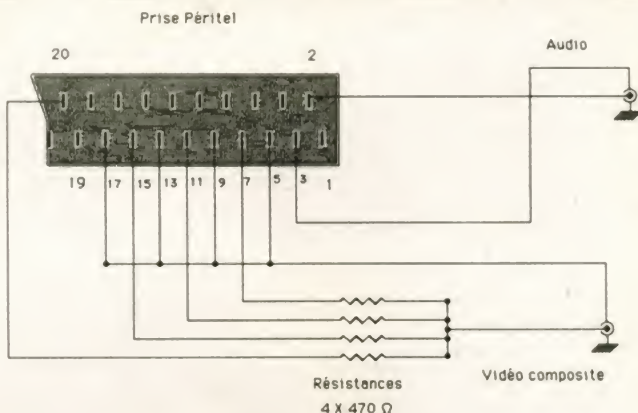 Prise Péritel
20 2
Audio
19 17 15 13 11 9 7 5 3 1
Résistances
4 X 470 Ω
Vidéo composite